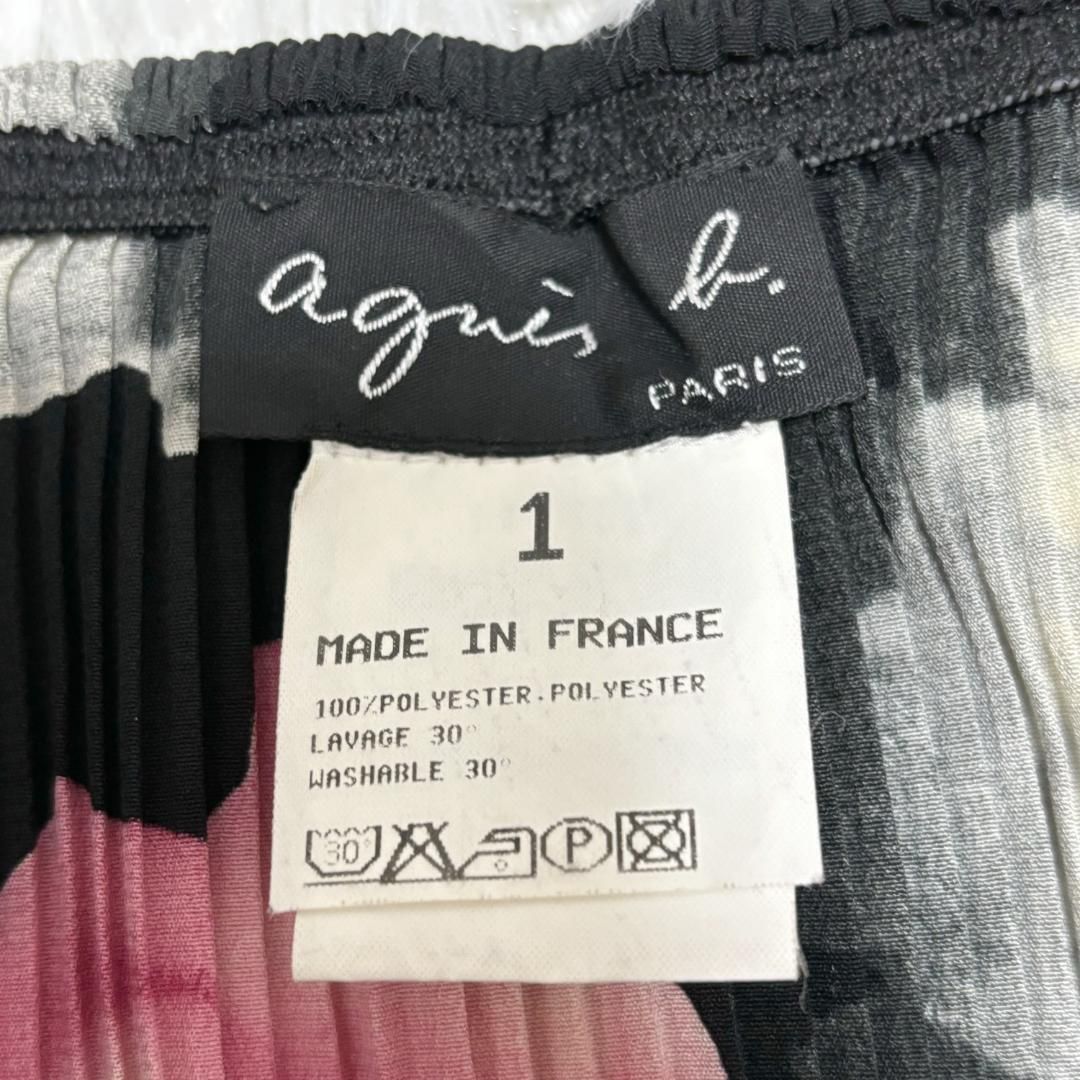 agnès b.
PARIS
1
MADE IN FRANCE
100%POLYESTER.POLYESTER
LAVAGE 30°
WASHABLE 30°
30° P